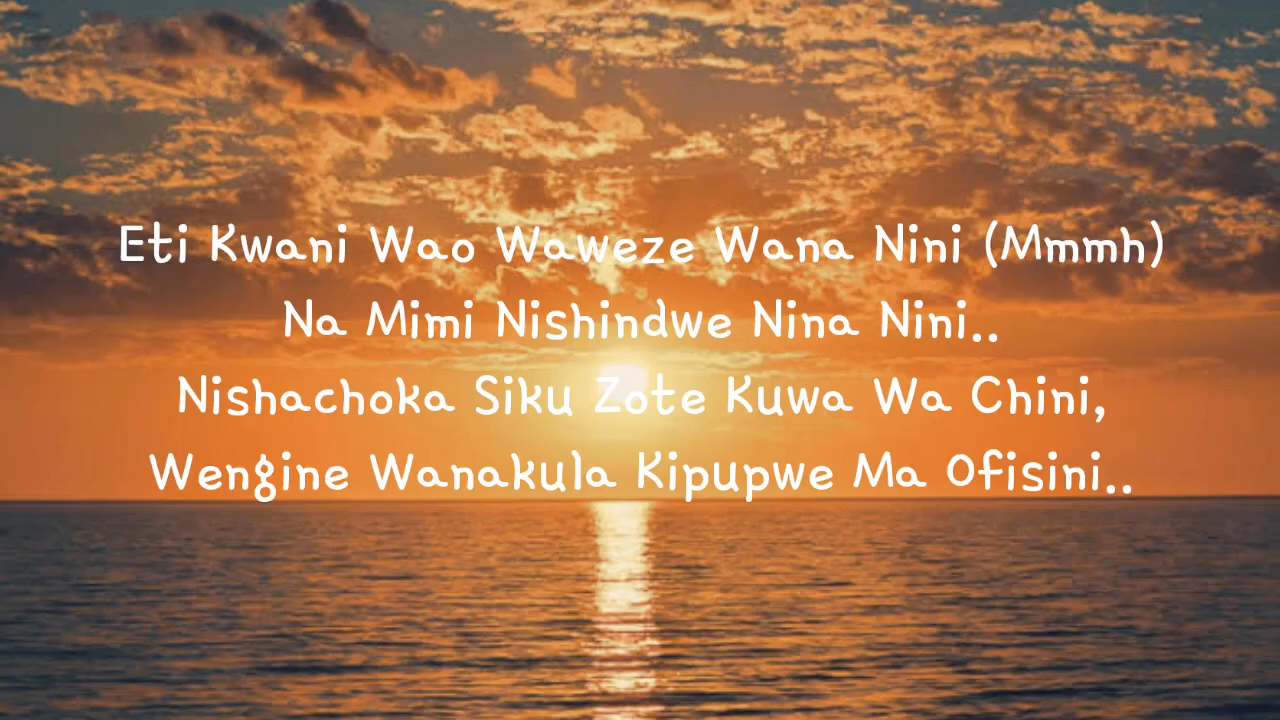 Eti Kwani Wao Waweze Wana Nini (Mmmh)
Na Mimi Nishindwe Nina Nini..
Nishachoka Siku Zote Kuwa Wa Chini,
Wengine Wanakula Kipupwe Ma Ofisini..